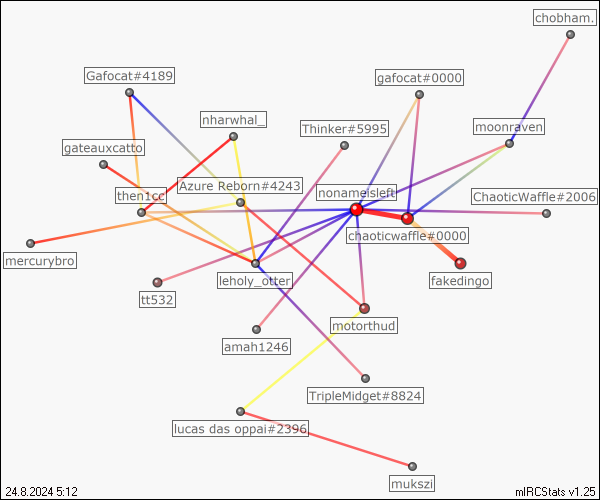 chobham.
Gafocat#4189
gafocat#0000
nharwhal_
Thinker#5995
moonraven
gateauxcatto
Azure Reborn#4243
nonameisleft
then1cc
ChaoticWaffle#2006
chaoticwaffle#0000
mercurybro
leholy_otter
fakedingo
tt532
motorthud
amah1246
TripleMidget#8824
lucas das oppai#2396
mukszi
24.8.2024 5:12
mIRCStats v1.25